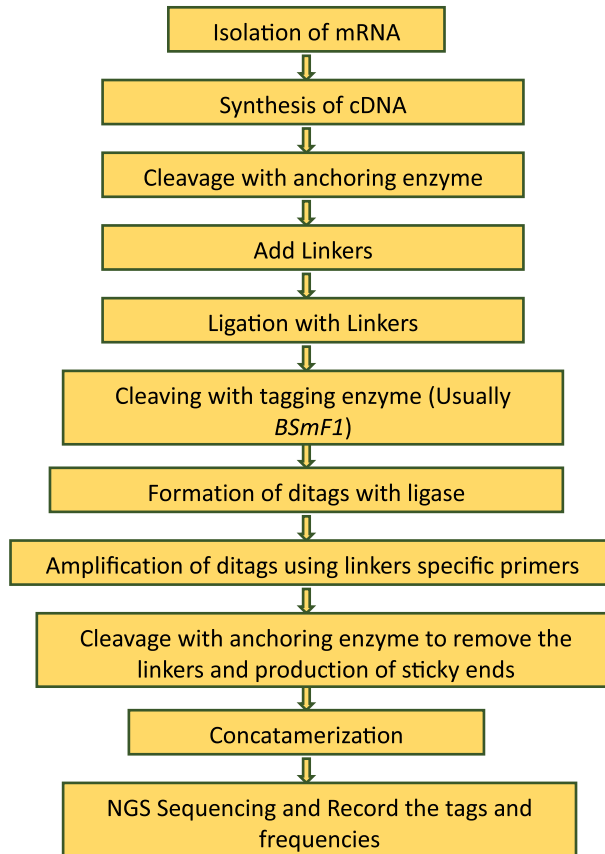 Isolation of mRNA
Synthesis of cDNA
Cleavage with anchoring enzyme
Add Linkers
Ligation with Linkers
Cleaving with tagging enzyme (Usually
BSmF1)
Formation of ditags with ligase
Amplification of ditags using linkers specific primers
Cleavage with anchoring enzyme to remove the
linkers and production of sticky ends
Concatamerization
NGS Sequencing and Record the tags and
frequencies